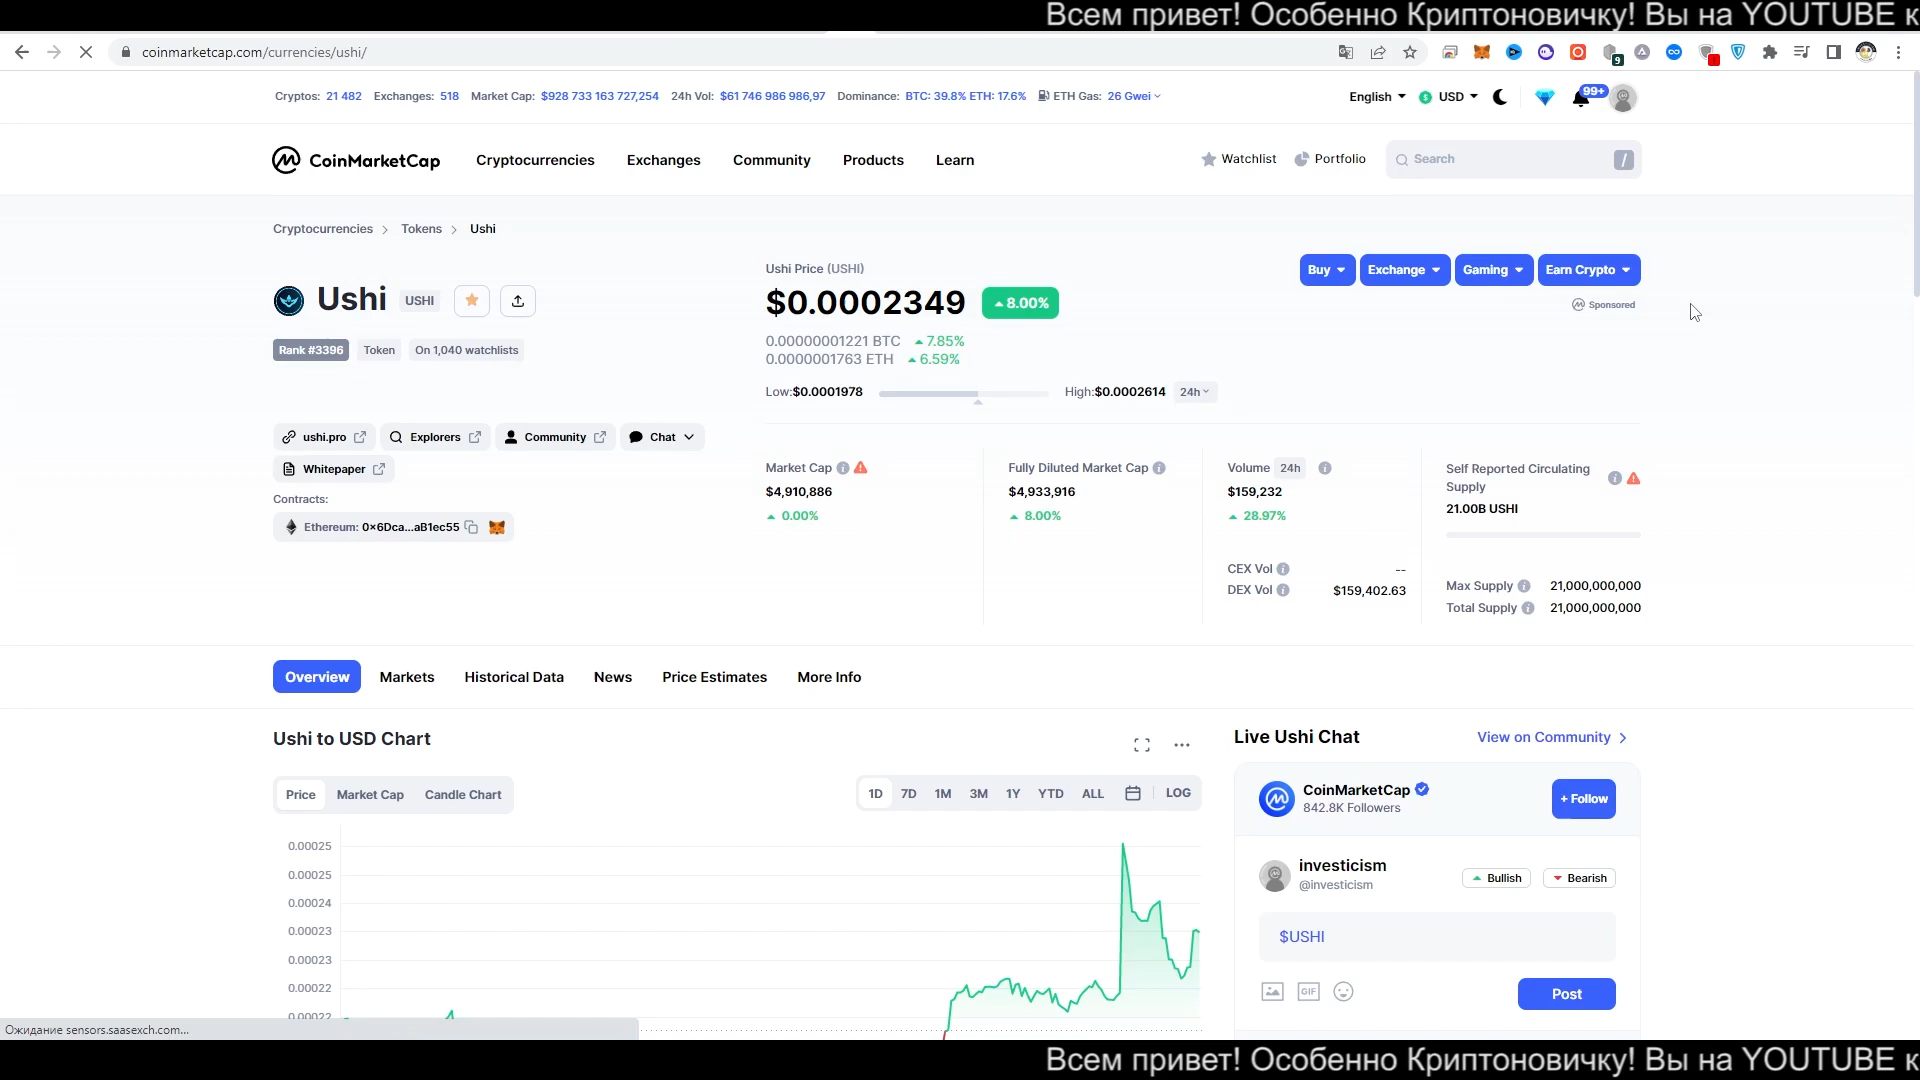 Всем привет! Особенно Криптоновичку! Вы на YOUTUBE к
coinmarketcap.com/currencies/ushi/
9
Cryptos: 21 482 Exchanges: 518 Market Cap: $928 733 163 727,254 24h Vol: $61 746 986 986,97 Dominance: BTC: 39.8% ETH: 17.6% ETH Gas: 26 Gwei
English USD 99+
CoinMarketCap Cryptocurrencies Exchanges Community Products Learn
Watchlist Portfolio Search /
Cryptocurrencies > Tokens > Ushi
Ushi USHI
Rank #3396 Token On 1,040 watchlists
ushi.pro Explorers Community Chat
Whitepaper
Contracts:
Ethereum: 0x6Dca...aB1ec55
Ushi Price (USHI)
$0.0002349 8.00%
0.00000001221 BTC 7.85%
0.0000001763 ETH 6.59%
Low:$0.0001978 High:$0.0002614 24h
Buy Exchange Gaming Earn Crypto
Sponsored
Market Cap
$4,910,886
0.00%
Fully Diluted Market Cap
$4,933,916
8.00%
Volume 24h
$159,232
28.97%
CEX Vol --
DEX Vol $159,402.63
Self Reported Circulating
Supply
21.00B USHI
Max Supply 21,000,000,000
Total Supply 21,000,000,000
Overview Markets Historical Data News Price Estimates More Info
Ushi to USD Chart
Price Market Cap Candle Chart
1D 7D 1M 3M 1Y YTD ALL LOG
0.00025
0.00025
0.00024
0.00023
0.00023
0.00022
0.00022
Live Ushi Chat View on Community >
CoinMarketCap
842.8K Followers
+ Follow
investicism
@investicism
Bullish Bearish
$USHI
GIF
Post
Ожидание sensors.saasexch.com...
Всем привет! Особенно Криптоновичку! Вы на YOUTUBE к